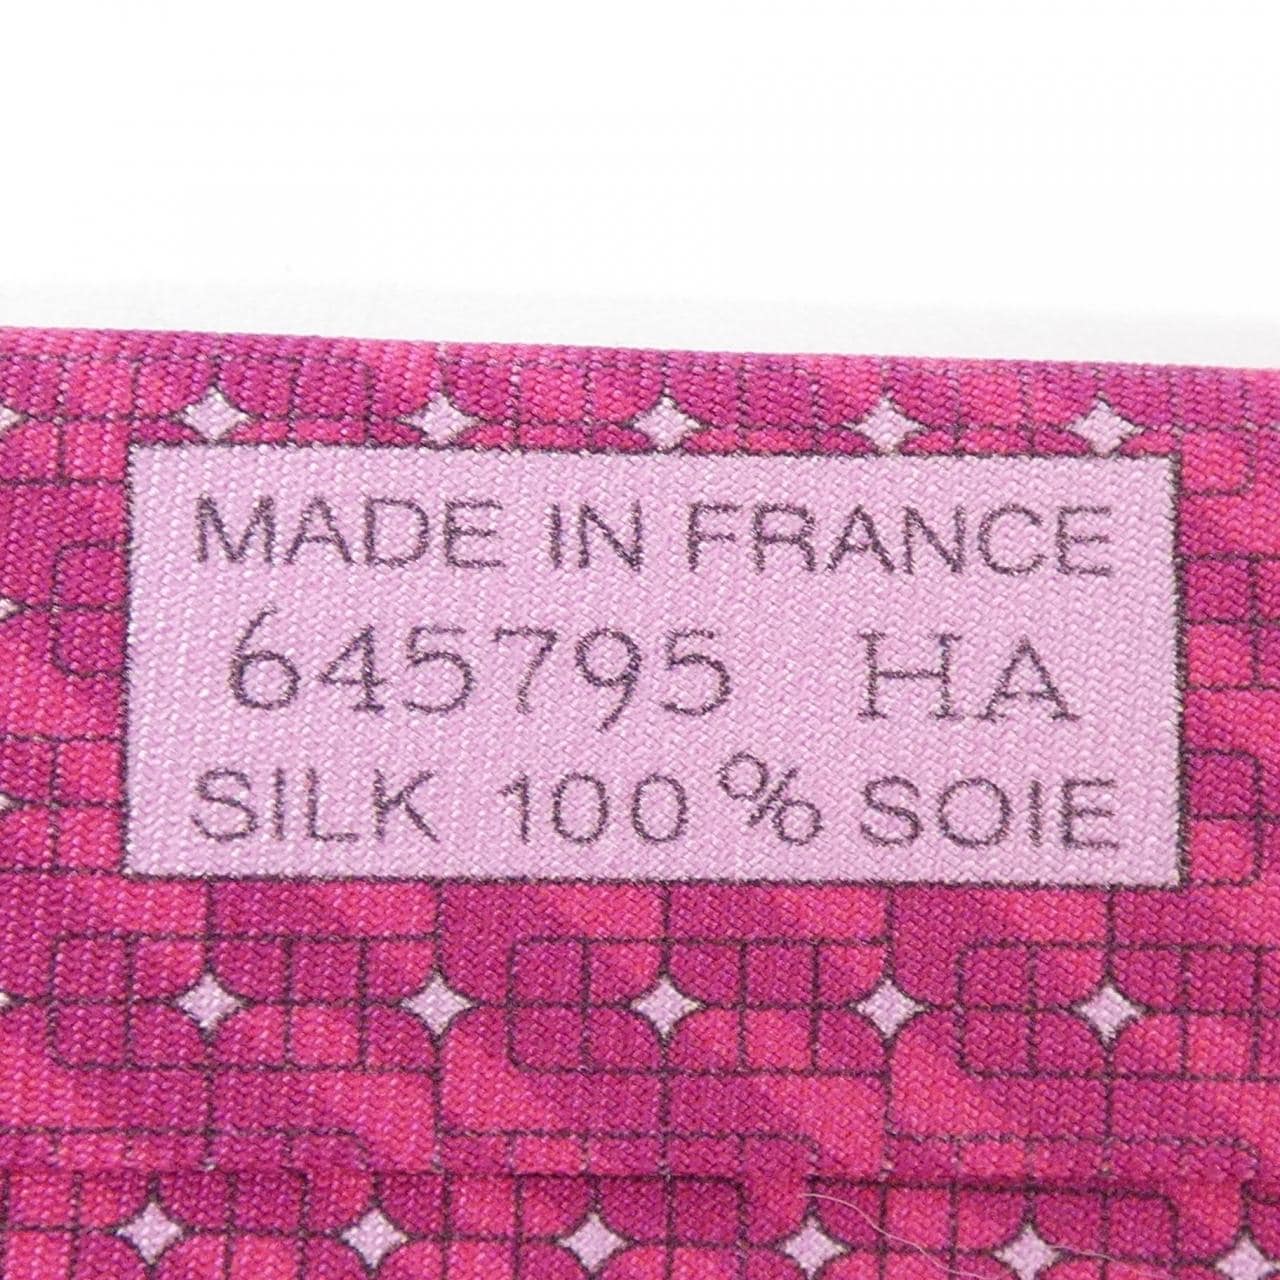 MADE IN FRANCE
645795 HA
SILK 100% SOIE